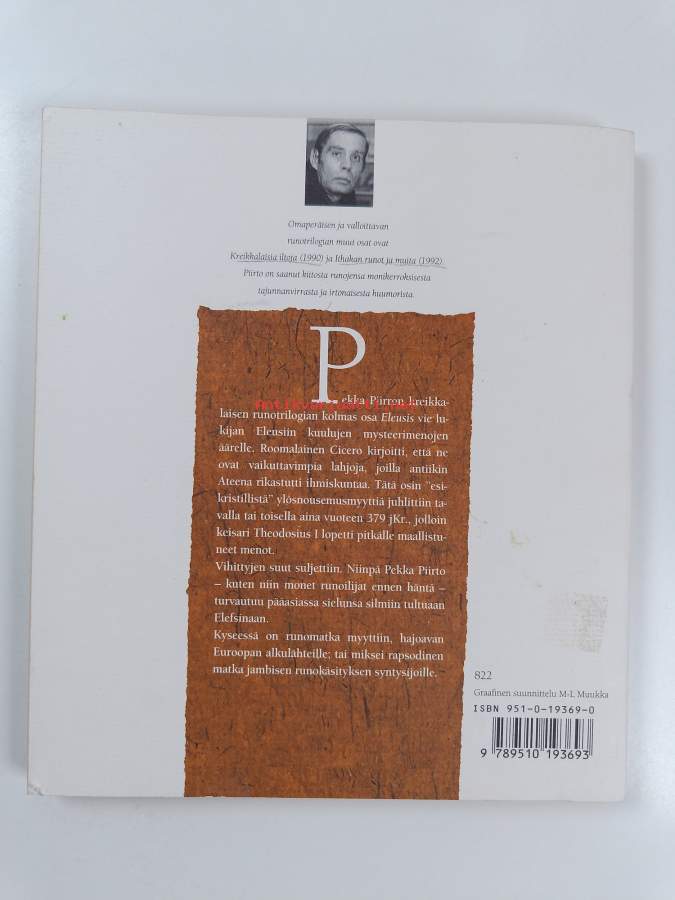 Omaperäisen ja valloittavan
runotrilogian muut osat ovat
Kreikkalaisia iltoja (1990) ja Ithakan runot ja muita (1992).
Piirto on saanut kiitosta runojensa monikerroksisesta
tajunnanvirrasta ja irtonaisesta huumorista.
Pekka Piirron kreikka-
laisen runotrilogian kolmas osa Eleusis vie lu-
kijan Eleusiin kuulujen mysteerimenojen
äärelle. Roomalainen Cicero kirjoitti, että ne
ovat vaikuttavimpia lahjoja, joilla antiikin
Ateena rikastutti ihmiskuntaa. Tätä osin "esi-
kristillistä" ylösnousemusmyyttiä juhlittiin ta-
valla tai toisella aina vuoteen 379 jKr., jolloin
keisari Theodosius I lopetti pitkälle maallistu-
neet menot.
Vihittyjen suut suljettiin. Niinpä Pekka Piirto
– kuten niin monet runoilijat ennen häntä –
turvautuu pääasiassa sielunsa silmiin tultuaan
Elefsinaan.
Kyseessä on runomatka myyttiin, hajoavan
Euroopan alkulähteille; tai miksei rapsodinen
matka jambisen runokäsityksen syntysijoille.
822
Graafinen suunnittelu M-L Muukka
ISBN 951-0-19369-0
9 789510 193693